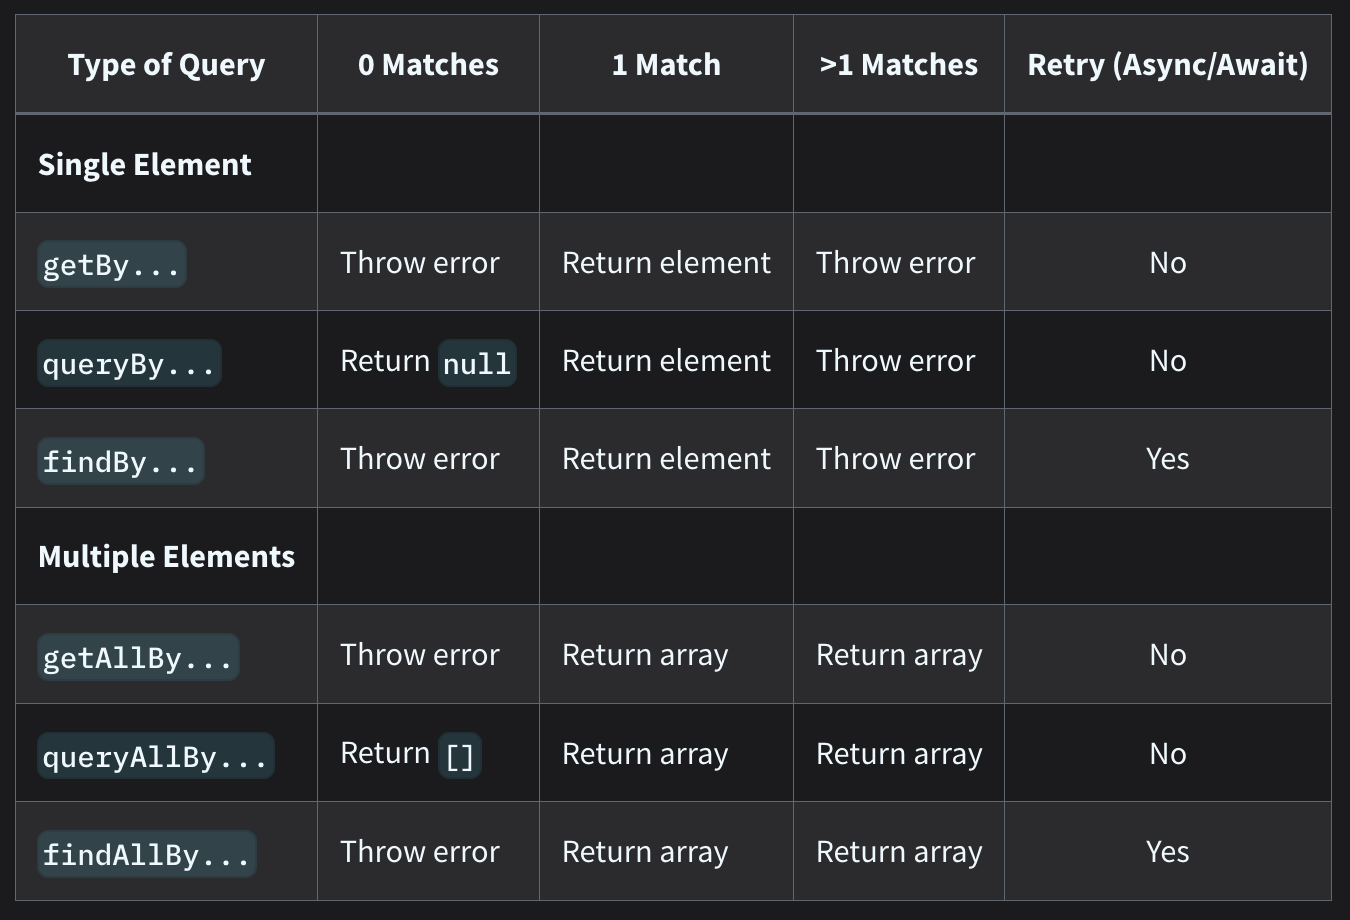 Type of Query 0 Matches 1 Match >1 Matches Retry (Async/Await)
Single Element
getBy... Throw error Return element Throw error No
queryBy... Return null Return element Throw error No
findBy... Throw error Return element Throw error Yes
Multiple Elements
getAllBy... Throw error Return array Return array No
queryAllBy... Return [] Return array Return array No
findAllBy... Throw error Return array Return array Yes